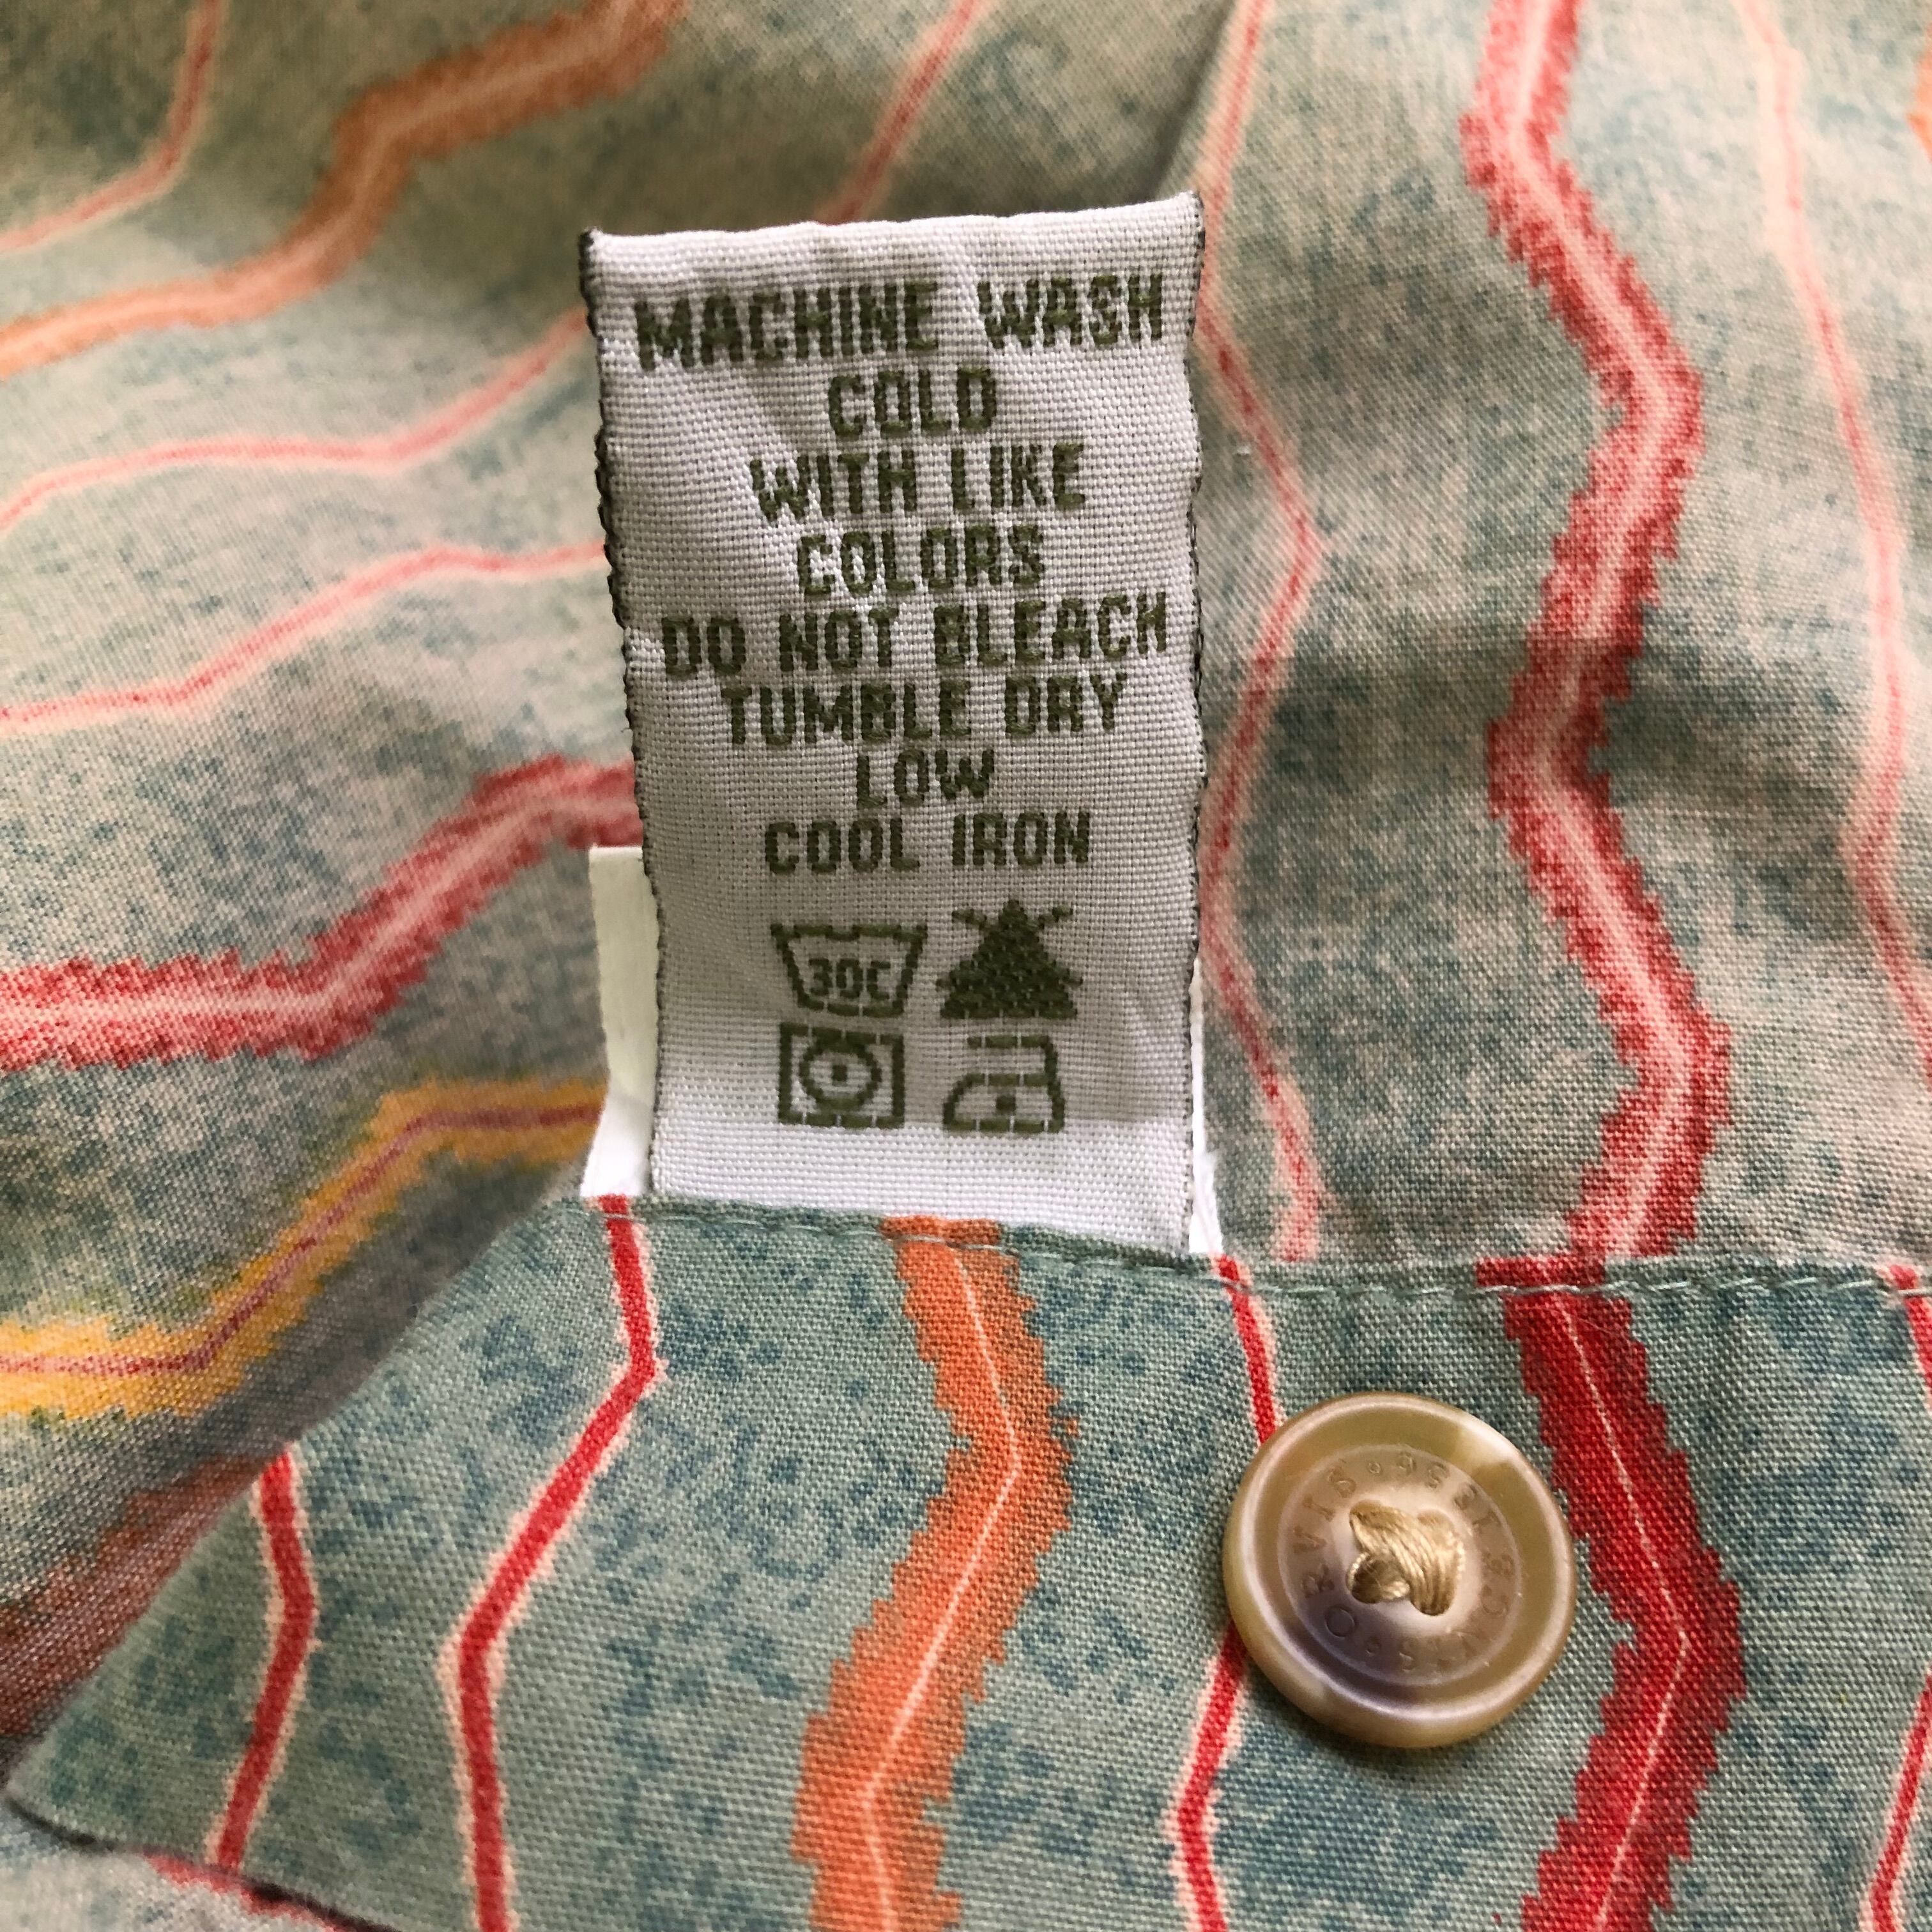 MACHINE WASH
COLD
WITH LIKE
COLORS
DO NOT BLEACH
TUMBLE DRY
LOW
COOL IRON
30C